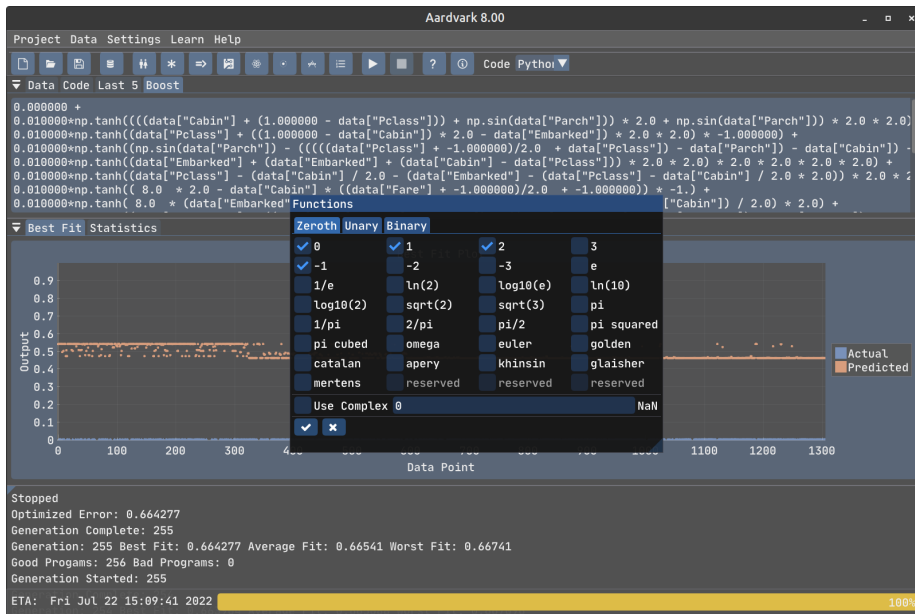 Aardvark 8.00
Project Data Settings Learn Help
Code Python
Data Code Last 5 Boost
0.000000 +
0.010000*np.tanh((((data["Cabin"] + (1.000000 - data["Pclass"])) + np.sin(data["Parch"])) * 2.0 + np.sin(data["Parch"])) * 2.0 * 2.0)
0.010000*np.tanh((data["Pclass"] + ((1.000000 - data["Cabin"]) * 2.0 - data["Embarked"]) * 2.0 * 2.0) * -1.000000) +
0.010000*np.tanh((np.sin(data["Parch"]) - (((((data["Pclass"] + -1.000000)/2.0 + data["Pclass"]) - data["Parch"]) - data["Cabin"]) -
0.010000*np.tanh((data["Embarked"] + (data["Embarked"] + (data["Cabin"] - data["Pclass"])) * 2.0 * 2.0) * 2.0 * 2.0 * 2.0 * 2.0) +
0.010000*np.tanh((data["Pclass"] - (data["Cabin"] / 2.0 - (data["Embarked"] - (data["Pclass"] - data["Cabin"] / 2.0 * 2.0)) * 2.0 * 2
0.010000*np.tanh(( 8.0 * 2.0 - data["Cabin"] * ((data["Fare"] + -1.000000)/2.0 + -1.000000)) * -1.) +
0.010000*np.tanh( 8.0 * (data["Embarked" ["Cabin"]) / 2.0) * 2.0) +
Best Fit Statistics
Functions
Zeroth Unary Binary
0 1 2 3
-1 -2 -3 e
1/e ln(2) log10(e) ln(10)
log10(2) sqrt(2) sqrt(3) pi
1/pi 2/pi pi/2 pi squared
pi cubed omega euler golden
catalan apery khinsin glaisher
mertens reserved reserved reserved
Use Complex 0 NaN
Output
0.9
0.8
0.7
0.6
0.5
0.4
0.3
0.2
0.1
0
0 100 200 300 1100 1200 1300
Data Point
Actual
Predicted
Stopped
Optimized Error: 0.664277
Generation Complete: 255
Generation: 255 Best Fit: 0.664277 Average Fit: 0.66541 Worst Fit: 0.66741
Good Progams: 256 Bad Programs: 0
Generation Started: 255
ETA: Fri Jul 22 15:09:41 2022 100%